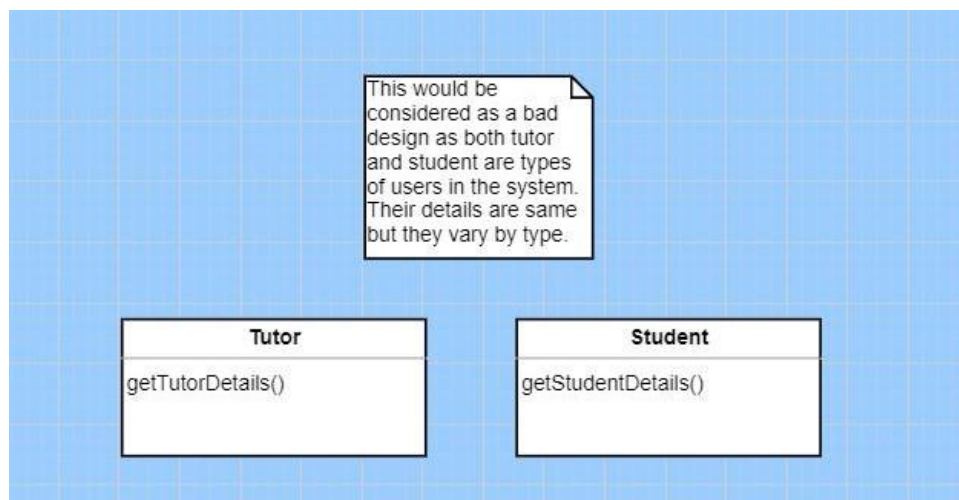 This would be
considered as a bad
design as both tutor
and student are types
of users in the system.
Their details are same
but they vary by type.
Tutor
getTutorDetails()
Student
getStudentDetails()